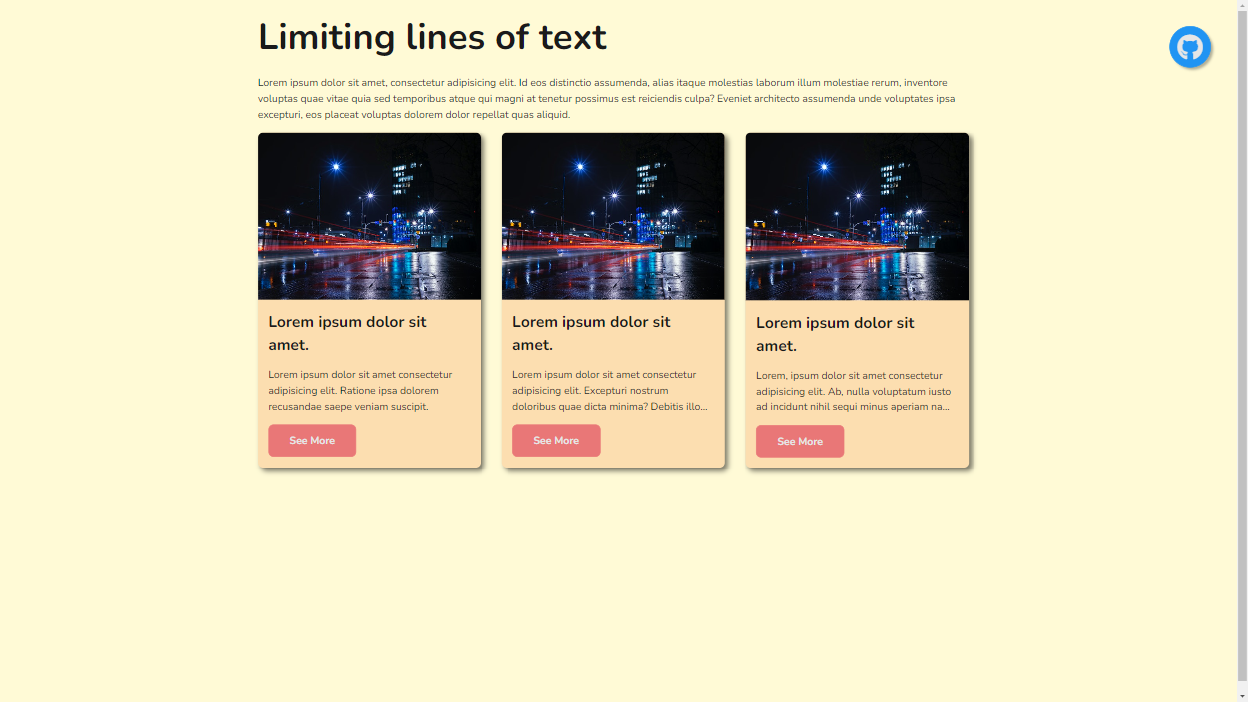 Limiting lines of text
Lorem ipsum dolor sit amet, consectetur adipisicing elit. Id eos distinctio assumenda, alias itaque molestias laborum illum molestiae rerum, inventore
voluptas quae vitae quia sed temporibus atque qui magni at tenetur possimus est reiciendis culpa? Eveniet architecto assumenda unde voluptates ipsa
excepturi, eos placeat voluptas dolorem dolor repellat quas aliquid.
Lorem ipsum dolor sit
amet.
Lorem ipsum dolor sit amet consectetur
adipisicing elit. Ratione ipsa dolorem
recusandae saepe veniam suscipit.
See More
Lorem ipsum dolor sit
amet.
Lorem ipsum dolor sit amet consectetur
adipisicing elit. Excepturi nostrum
doloribus quae dicta minima? Debitis illo...
See More
Lorem ipsum dolor sit
amet.
Lorem, ipsum dolor sit amet consectetur
adipisicing elit. Ab, nulla voluptatum iusto
ad incidunt nihil sequi minus aperiam na...
See More